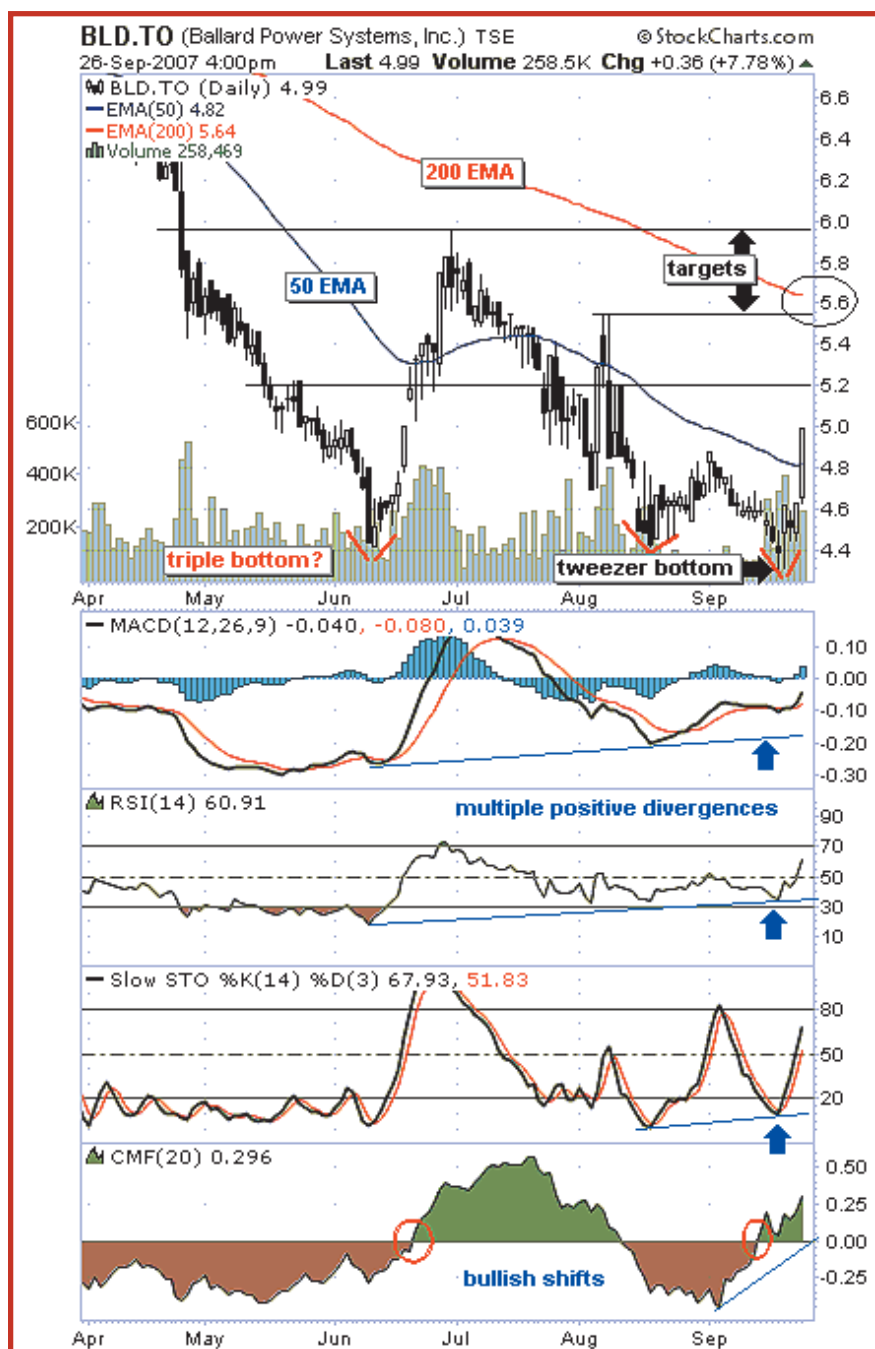 BLD.TO (Ballard Power Systems, Inc.) TSE © StockCharts.com
26-Sep-2007 4:00pm Last 4.99 Volume 258.5K Chg +0.36 (+7.78%)
BLD.TO (Daily) 4.99
EMA(50) 4.82
EMA(200) 5.64
Volume 258,469
6.6
6.4
200 EMA
6.2
6.0
targets
5.8
50 EMA
5.6
5.4
5.2
600K
5.0
400K
4.8
200K
4.6
triple bottom?
tweezer bottom
4.4
Apr May Jun Jul Aug Sep
MACD(12,26,9) -0.040, -0.080, 0.039
0.10
0.00
-0.10
-0.20
-0.30
RSI(14) 60.91
multiple positive divergences
90
70
50
30
10
Slow STO %K(14) %D(3) 67.93, 51.83
80
50
20
CMF(20) 0.296
0.50
0.25
0.00
bullish shifts
-0.25
Apr May Jun Jul Aug Sep